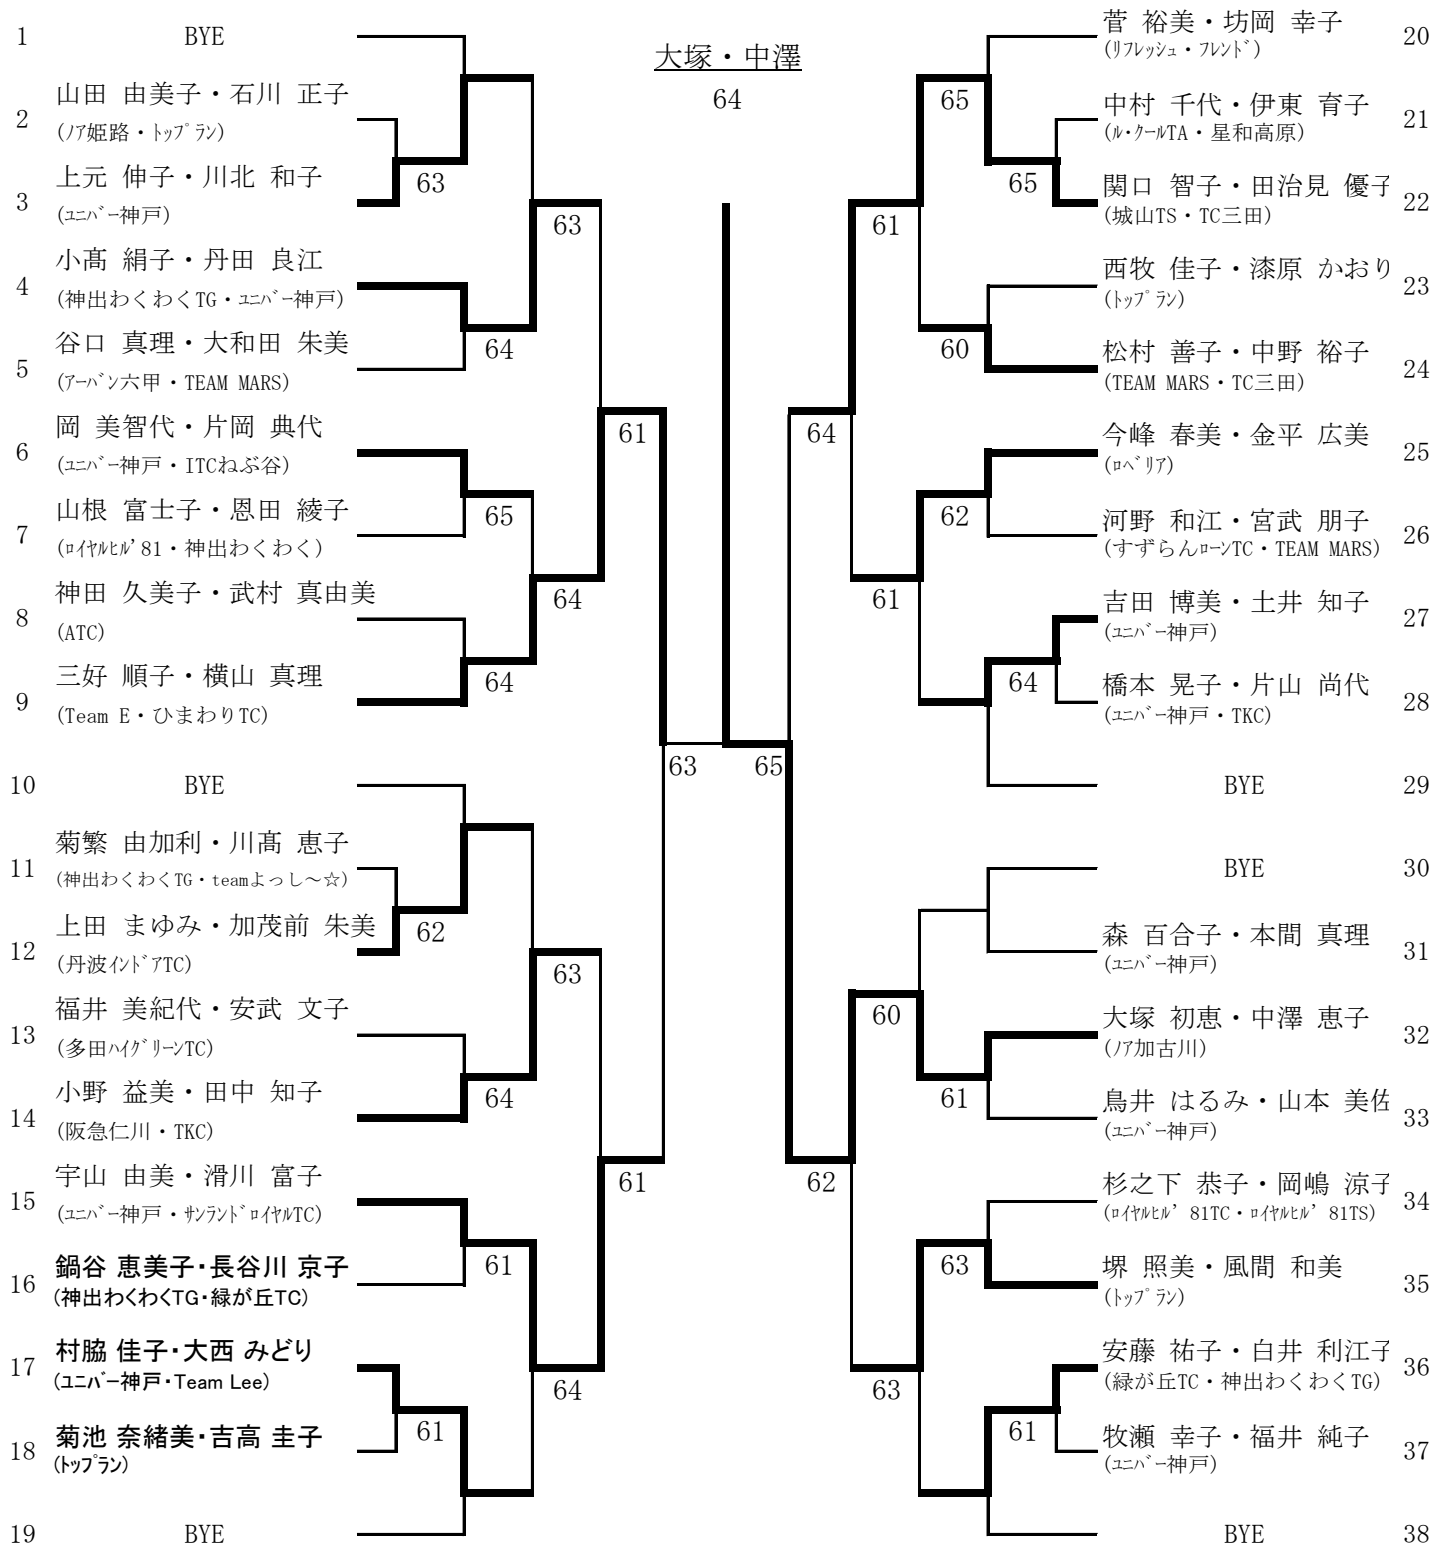 大塚・中澤
64
1 BYE
2 山田 由美子・石川 正子
(ﾉｱ姫路・ﾄｯﾌﾟﾗﾝ)
3 上元 伸子・川北 和子
(ﾕﾆﾊﾞｰ神戸)
63
4 小髙 絹子・丹田 良江
(神出わくわくTG・ﾕﾆﾊﾞｰ神戸)
63
5 谷口 真理・大和田 朱美
(ｱｰﾊﾞﾝ六甲・TEAM MARS)
64
6 岡 美智代・片岡 典代
(ﾕﾆﾊﾞｰ神戸・ITCねぶ谷)
61
7 山根 富士子・恩田 綾子
(ﾛｲﾔﾙﾋﾙ'81・神出わくわく)
65
8 神田 久美子・武村 真由美
(ATC)
64
9 三好 順子・横山 真理
(Team E・ひまわりTC)
64
10 BYE
63
11 菊繁 由加利・川髙 恵子
(神出わくわくTG・teamよっし～☆)
12 上田 まゆみ・加茂前 朱美
(丹波ｲﾝﾄﾞｱTC)
62
13 福井 美紀代・安武 文子
(多田ﾊｲｸﾞﾘｰﾝTC)
63
14 小野 益美・田中 知子
(阪急仁川・TKC)
64
15 宇山 由美・滑川 富子
(ﾕﾆﾊﾞｰ神戸・ｻﾝﾗﾝﾄﾞﾛｲﾔﾙTC)
61
16 鍋谷 恵美子・長谷川 京子
(神出わくわくTG・緑が丘TC)
61
17 村脇 佳子・大西 みどり
(ﾕﾆﾊﾞｰ神戸・Team Lee)
64
18 菊池 奈緒美・吉高 圭子
(ﾄｯﾌﾟﾗﾝ)
61
19 BYE
菅 裕美・坊岡 幸子 20
(ﾘﾌﾚｯｼｭ・ﾌﾚﾝﾄﾞ)
65
中村 千代・伊東 育子 21
(ﾙ・ｸｰﾙTA・星和高原)
65
関口 智子・田治見 優子 22
(城山TS・TC三田)
61
西牧 佳子・漆原 かおり 23
(ﾄｯﾌﾟﾗﾝ)
60
松村 善子・中野 裕子 24
(TEAM MARS・TC三田)
64
今峰 春美・金平 広美 25
(ﾛﾍﾞﾘｱ)
62
河野 和江・宮武 朋子 26
(すずらんﾛｰﾝTC・TEAM MARS)
61
吉田 博美・土井 知子 27
(ﾕﾆﾊﾞｰ神戸)
64
橋本 晃子・片山 尚代 28
(ﾕﾆﾊﾞｰ神戸・TKC)
65
BYE 29
BYE 30
森 百合子・本間 真理 31
(ﾕﾆﾊﾞｰ神戸)
60
大塚 初恵・中澤 恵子 32
(ﾉｱ加古川)
61
鳥井 はるみ・山本 美佐 33
(ﾕﾆﾊﾞｰ神戸)
62
杉之下 恭子・岡嶋 涼子 34
(ﾛｲﾔﾙﾋﾙ’81TC・ﾛｲﾔﾙﾋﾙ’81TS)
63
堺 照美・風間 和美 35
(ﾄｯﾌﾟﾗﾝ)
安藤 祐子・白井 利江子 36
(緑が丘TC・神出わくわくTG)
63
61
牧瀬 幸子・福井 純子 37
(ﾕﾆﾊﾞｰ神戸)
BYE 38